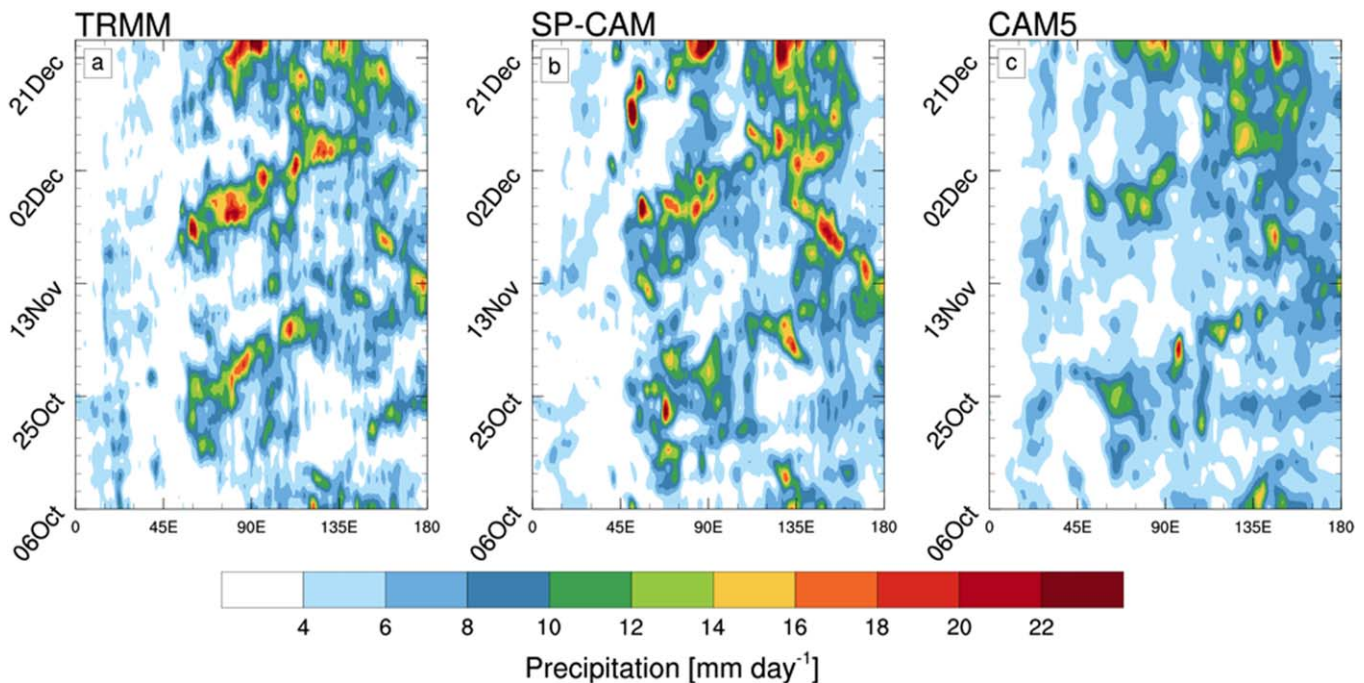 TRMM SP-CAM CAM5
a b c
21Dec 21Dec 21Dec
02Dec 02Dec 02Dec
13Nov 13Nov 13Nov
25Oct 25Oct 25Oct
06Oct 06Oct 06Oct
0 45E 90E 135E 180 0 45E 90E 135E 180 0 45E 90E 135E 180
4 6 8 10 12 14 16 18 20 22
Precipitation [mm day⁻¹]